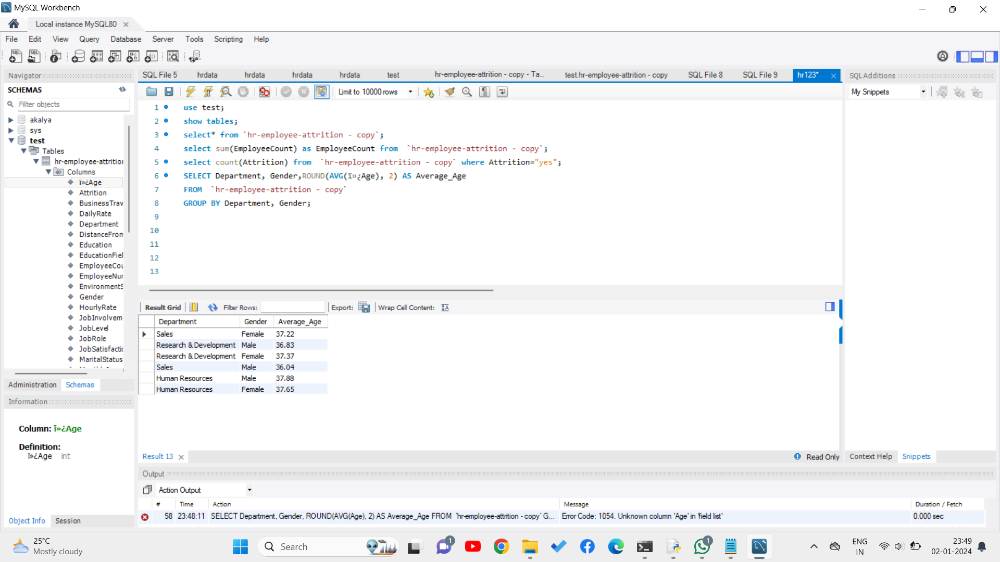 MySQL Workbench
Local instance MySQL80
File Edit View Query Database Server Tools Scripting Help
Navigator
SCHEMAS
Filter objects
akalya
sys
test
Tables
hr-employee-attrition
Columns
ï»¿Age
Attrition
BusinessTrav
DailyRate
Department
DistanceFrom
Education
EducationFiel
EmployeeCou
EmployeeNum
EnvironmentS
Gender
HourlyRate
JobInvolvem
JobLevel
JobRole
JobSatisfactio
MaritalStatus
Administration Schemas
Information
Column: ï»¿Age
Definition:
ï»¿Age int
Object Info Session
SQL File 5 hrdata hrdata hrdata hrdata test hr-employee-attrition - copy - Ta... test.hr-employee-attrition - copy SQL File 8 SQL File 9 hr123*
Limit to 10000 rows
1 use test;
2 show tables;
3 select* from `hr-employee-attrition - copy`;
4 select sum(EmployeeCount) as EmployeeCount from `hr-employee-attrition - copy`;
5 select count(Attrition) from `hr-employee-attrition - copy` where Attrition="yes";
6 SELECT Department, Gender,ROUND(AVG(ï»¿Age), 2) AS Average_Age
7 FROM `hr-employee-attrition - copy`
8 GROUP BY Department, Gender;
9
10
11
12
13
Result Grid Filter Rows: Export: Wrap Cell Content:
Department Gender Average_Age
Sales Female 37.22
Research & Development Male 36.83
Research & Development Female 37.37
Sales Male 36.04
Human Resources Male 37.88
Human Resources Female 37.65
Result 13
Read Only
SQLAdditions
My Snippets
Context Help Snippets
Output
Action Output
# Time Action Message Duration / Fetch
58 23:48:11 SELECT Department, Gender, ROUND(AVG(Age), 2) AS Average_Age FROM `hr-employee-attrition - copy` G... Error Code: 1054. Unknown column 'Age' in 'field list' 0.000 sec
25°C
Mostly cloudy
Search
1
1
ENG
IN
23:49
02-01-2024